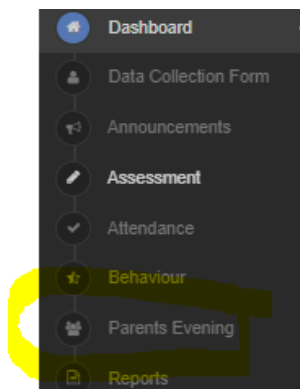 Dashboard
Data Collection Form
Announcements
Assessment
Attendance
Behaviour
Parents Evening
Reports